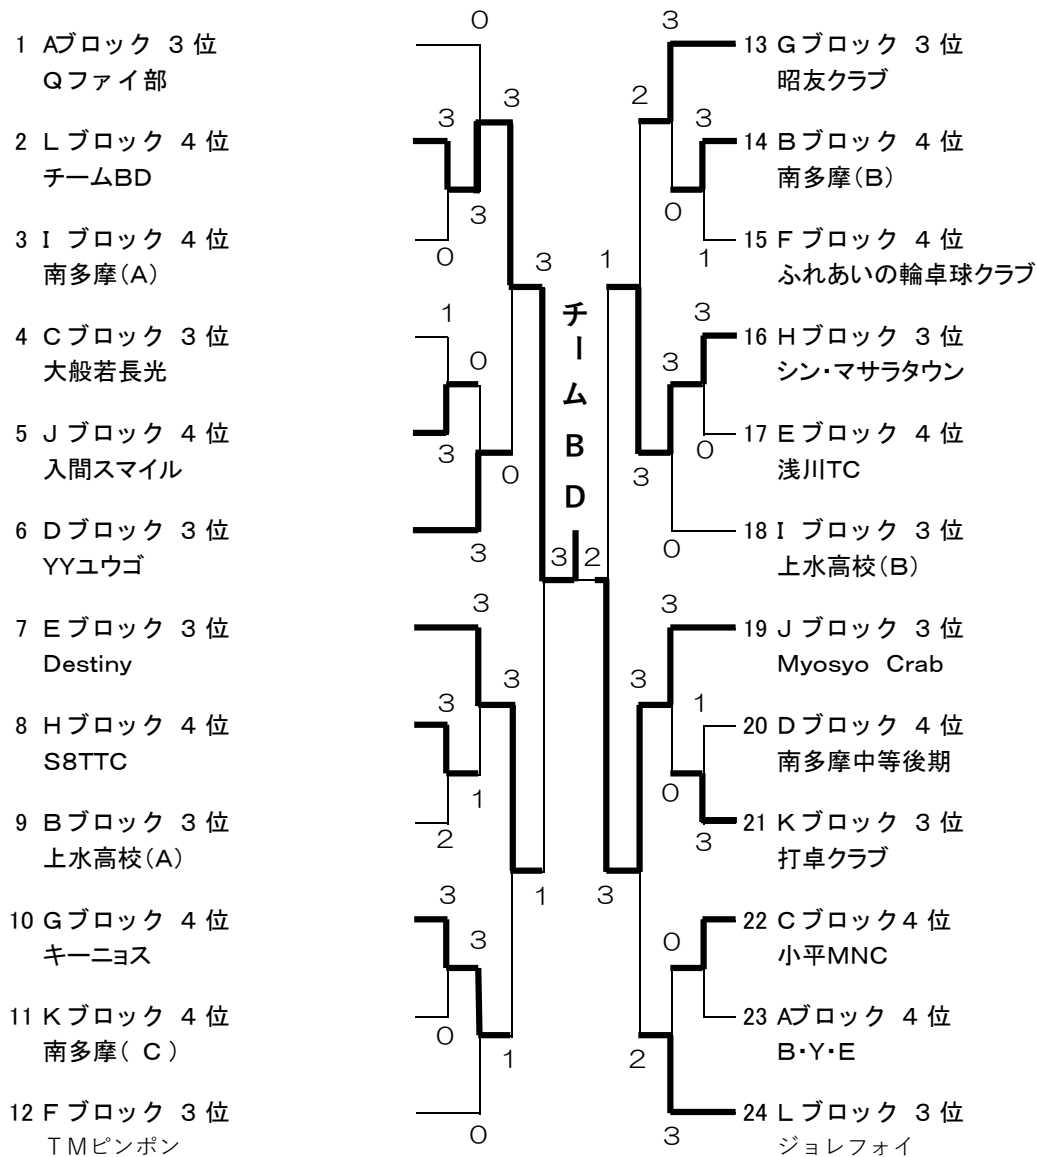 1 Aブロック 3位
Qファイ部
2 Lブロック 4位
チームBD
3 I ブロック 4位
南多摩(A)
4 Cブロック 3位
大般若長光
5 Jブロック 4位
入間スマイル
6 Dブロック 3位
YYユウゴ
7 Eブロック 3位
Destiny
8 Hブロック 4位
S8TTC
9 Bブロック 3位
上水高校(A)
10 Gブロック 4位
キーニョス
11 Kブロック 4位
南多摩( C )
12 Fブロック 3位
TMピンポン
0
3
3
3
0
1
0
3
0
3
3
3
3
3
1
2
3
3
0
1
0
3
1
チームBD
3 2
1
3
2
3
3
2
3
3
0
1
3
3
0
0
3
1
0
3
0
3
13 Gブロック 3位
昭友クラブ
14 Bブロック 4位
南多摩(B)
15 Fブロック 4位
ふれあいの輪卓球クラブ
16 Hブロック 3位
シン・マサラタウン
17 Eブロック 4位
浅川TC
18 I ブロック 3位
上水高校(B)
19 Jブロック 3位
Myosyo Crab
20 Dブロック 4位
南多摩中等後期
21 Kブロック 3位
打卓クラブ
22 Cブロック4位
小平MNC
23 Aブロック 4位
B・Y・E
24 Lブロック 3位
ジョレフォイ